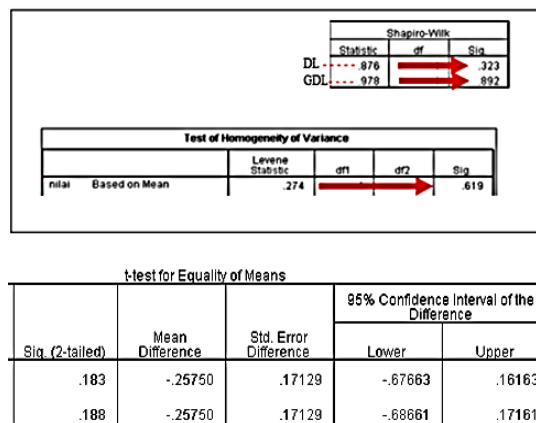 Shapiro-Wilk
Statistic df Sig.
DL .876 .323
GDL .978 .892
Test of Homogeneity of Variance
Levene Statistic df1 df2 Sig.
nilai Based on Mean .274 .619
t-test for Equality of Means
95% Confidence Interval of the Difference
Sig. (2-tailed) Mean Difference Std. Error Difference Lower Upper
.183 -.25750 .17129 -.67663 .16163
.188 -.25750 .17129 -.68661 .17161